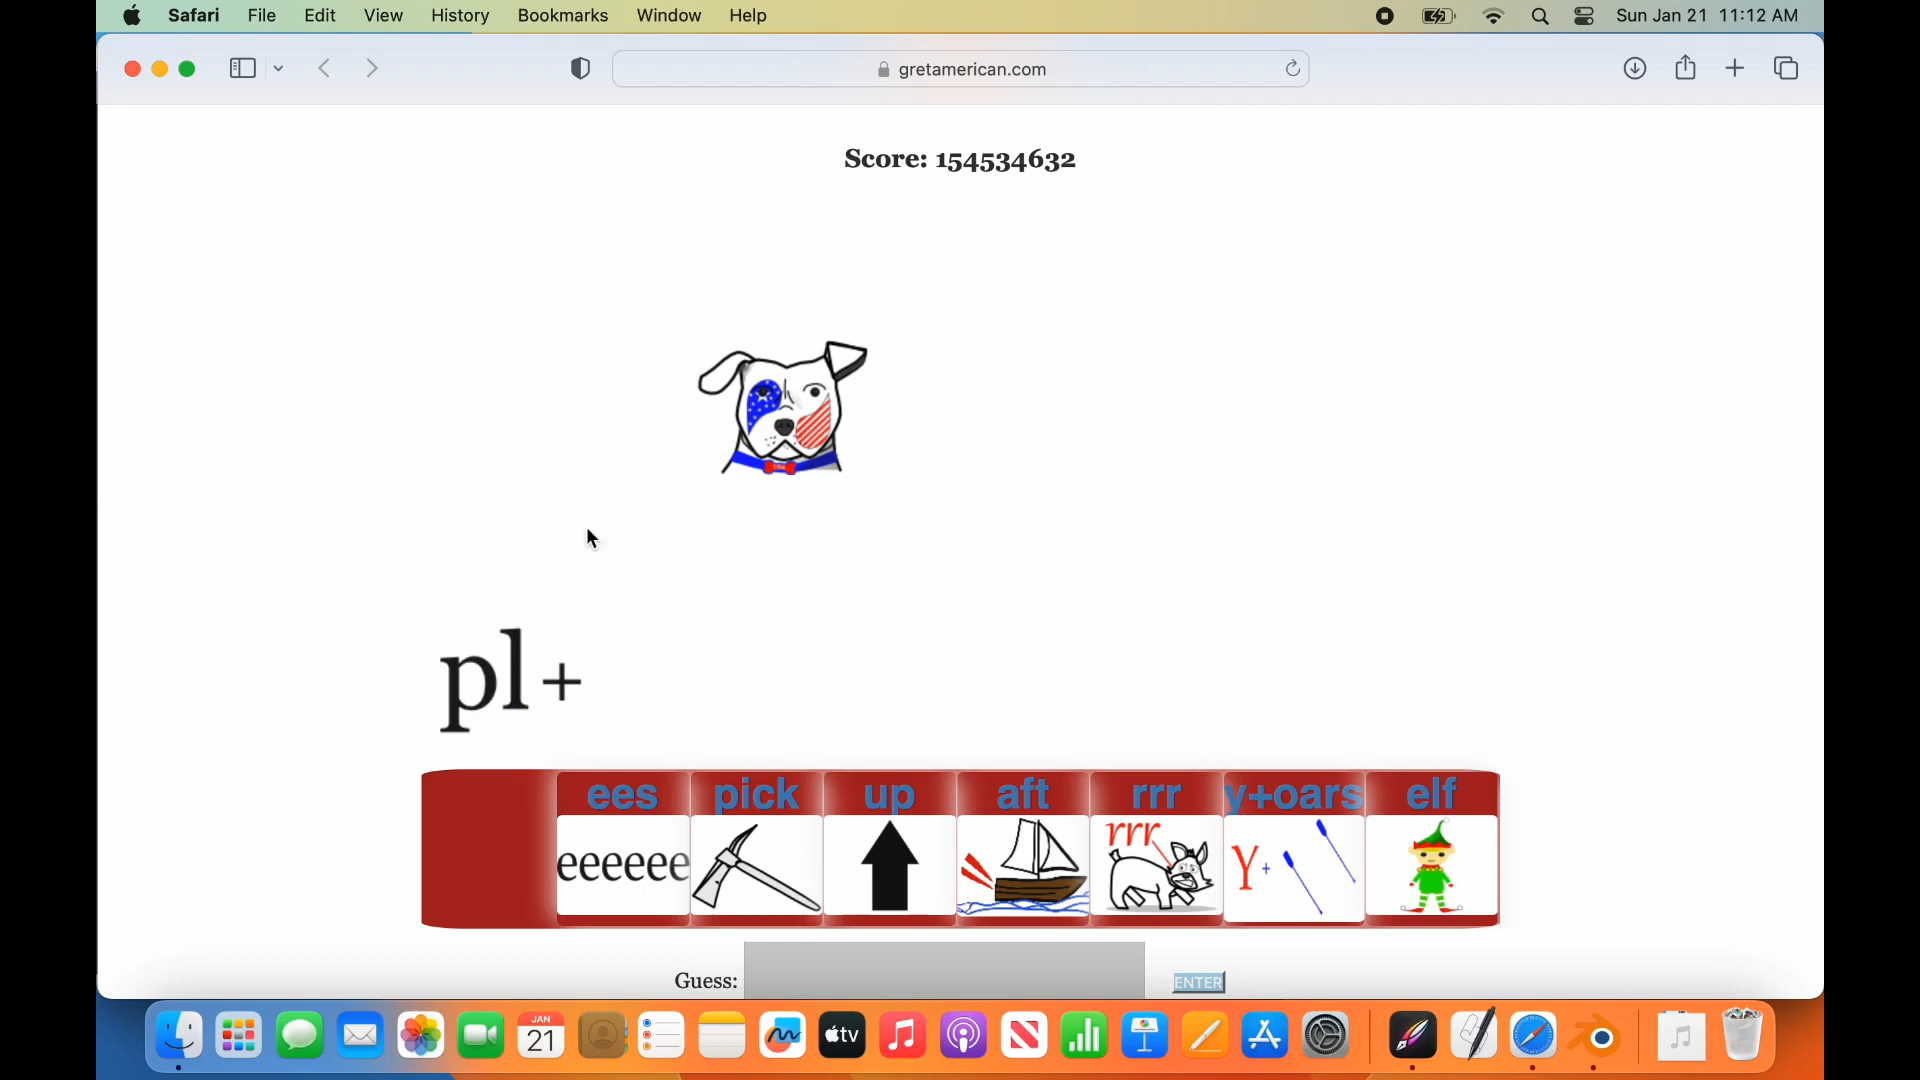 Safari File Edit View History Bookmarks Window Help Sun Jan 21 11:12 AM
gretamerican.com
Score: 154534632
pl+
ees pick up aft rrr y+oars elf
eeeeee rrr Y+
Guess: ENTER
JAN
21
tv